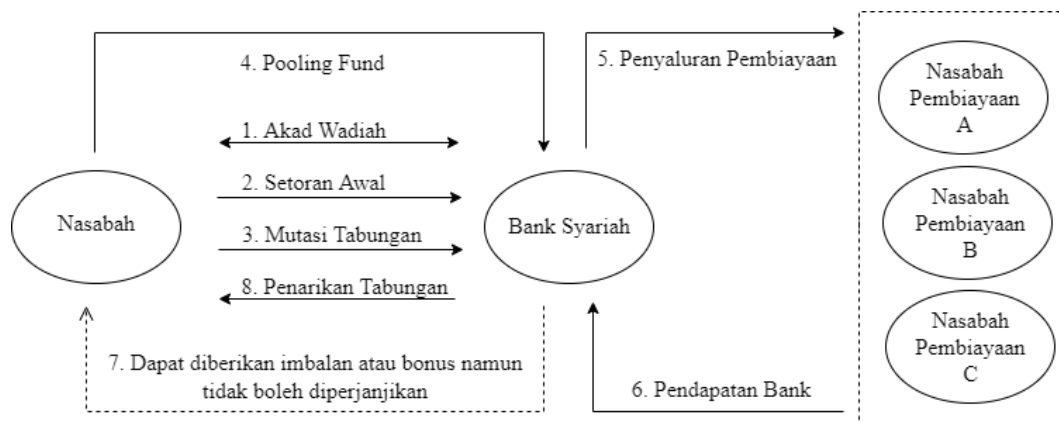 4. Pooling Fund
5. Penyaluran Pembiayaan
Nasabah
Pembiayaan
A
1. Akad Wadiah
2. Setoran Awal
Nasabah
Bank Syariah
Nasabah
Pembiayaan
B
3. Mutasi Tabungan
8. Penarikan Tabungan
Nasabah
Pembiayaan
C
7. Dapat diberikan imbalan atau bonus namun
tidak boleh diperjanjikan
6. Pendapatan Bank